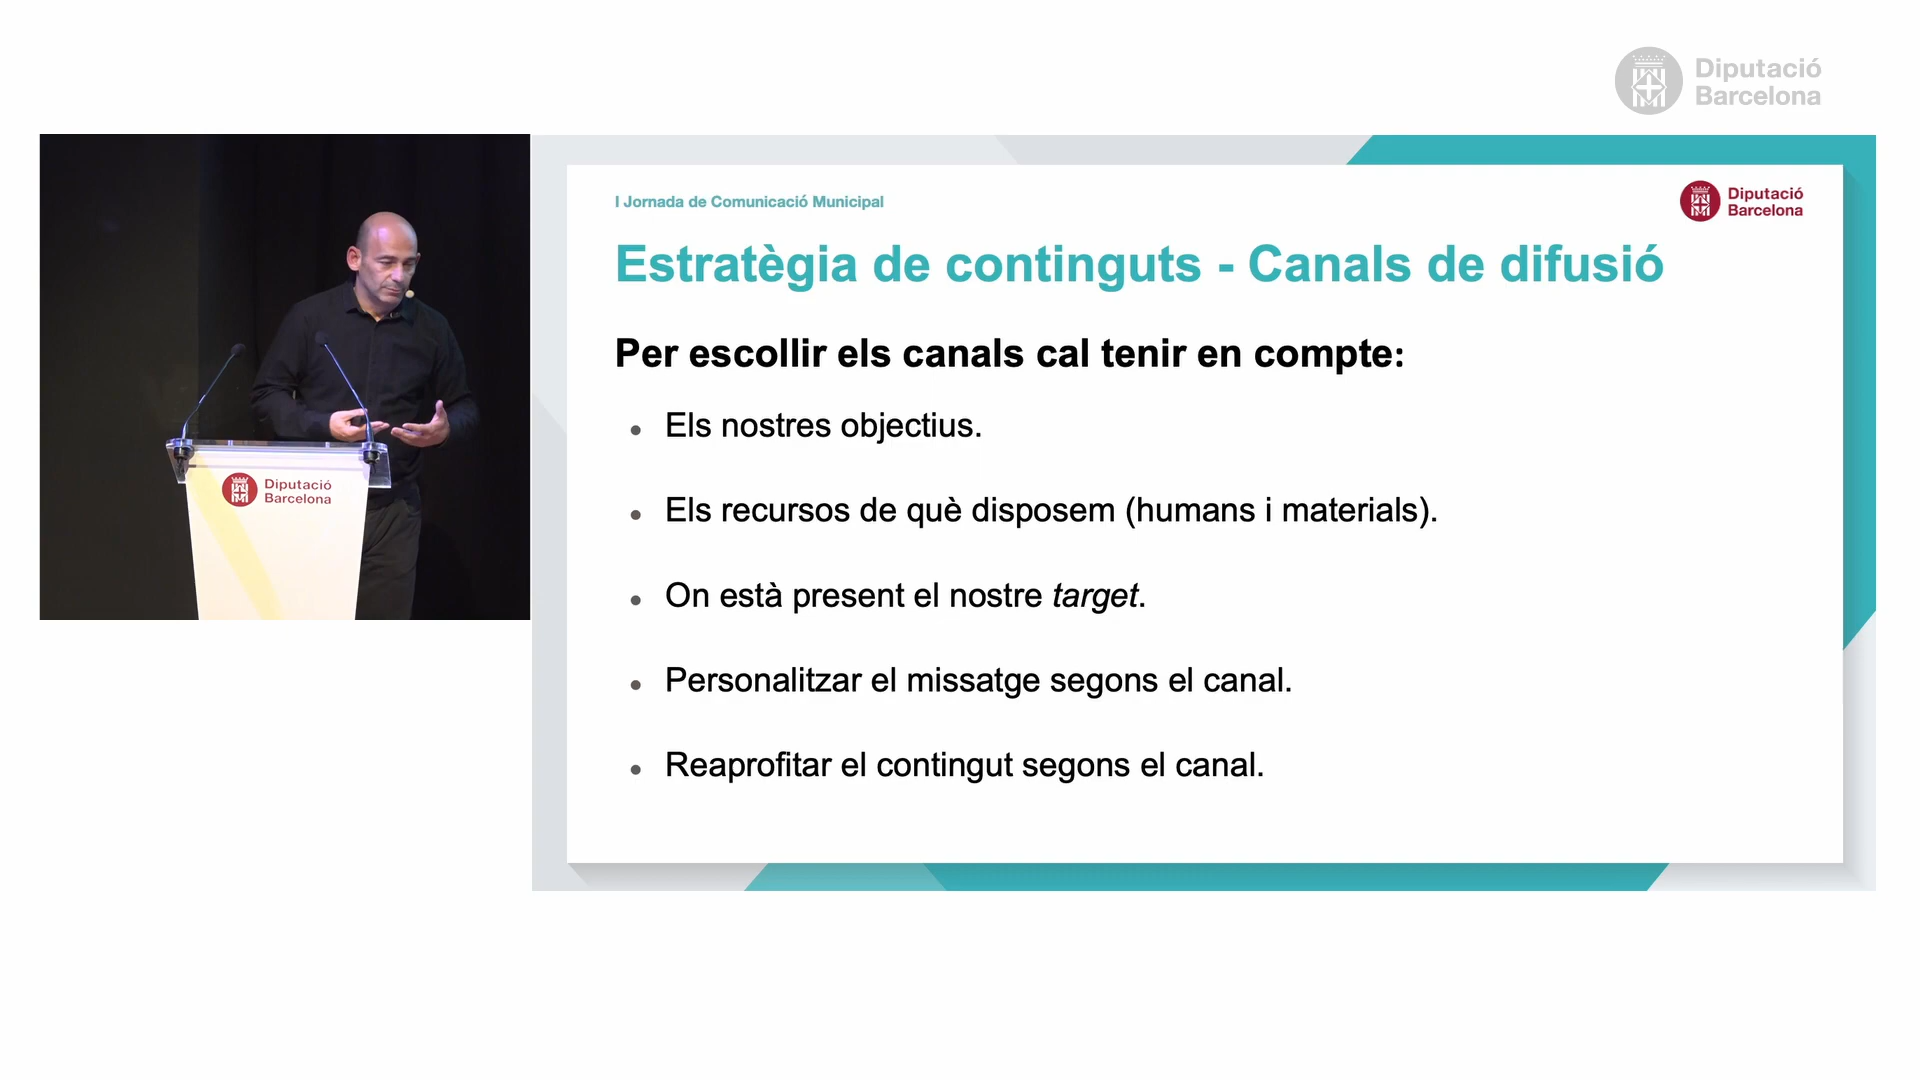 Diputació
Barcelona
I Jornada de Comunicació Municipal
Diputació
Barcelona
Estratègia de continguts - Canals de difusió
Per escollir els canals cal tenir en compte:
Els nostres objectius.
Els recursos de què disposem (humans i materials).
On està present el nostre target.
Personalitzar el missatge segons el canal.
Reaprofitar el contingut segons el canal.
Diputació
Barcelona